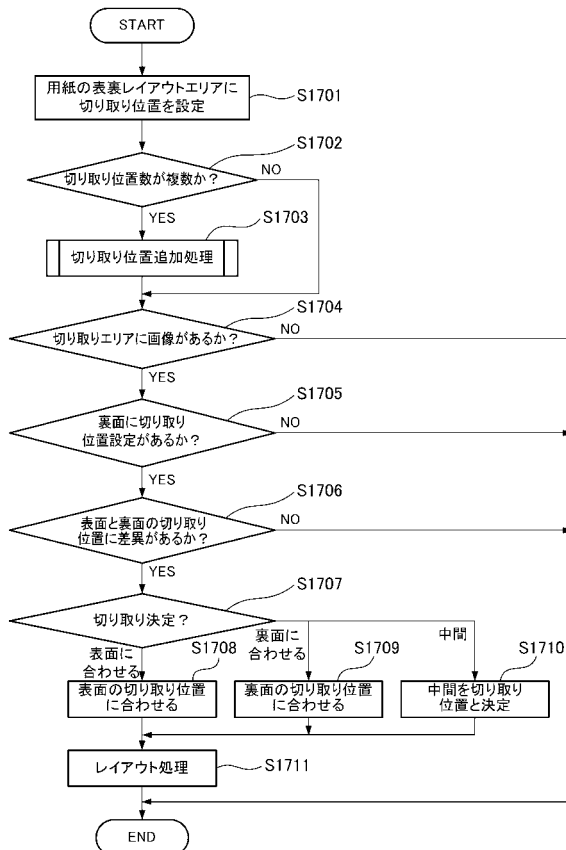 START
用紙の表裏レイアウトエリアに
切り取り位置を設定
S1701
S1702
切り取り位置数が複数か？
NO
YES
S1703
切り取り位置追加処理
S1704
切り取りエリアに画像があるか？
NO
YES
S1705
裏面に切り取り
位置設定があるか？
NO
YES
S1706
表面と裏面の切り取り
位置に差異があるか？
NO
YES
S1707
切り取り決定？
表面に
合わせる
裏面に
合わせる
中間
S1708
表面の切り取り位置
に合わせる
S1709
裏面の切り取り位置
に合わせる
S1710
中間を切り取り
位置と決定
レイアウト処理
S1711
END